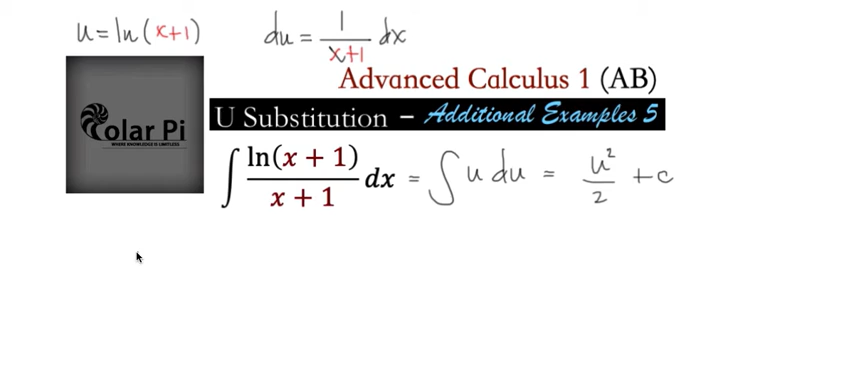 u = ln(x+1) du = 1/(x+1) dx
Advanced Calculus 1 (AB)
olar Pi
WHERE KNOWLEDGE IS LIMITLESS
U Substitution – Additional Examples 5
∫ ln(x + 1)/(x + 1) dx = ∫ u du = u²/2 + c